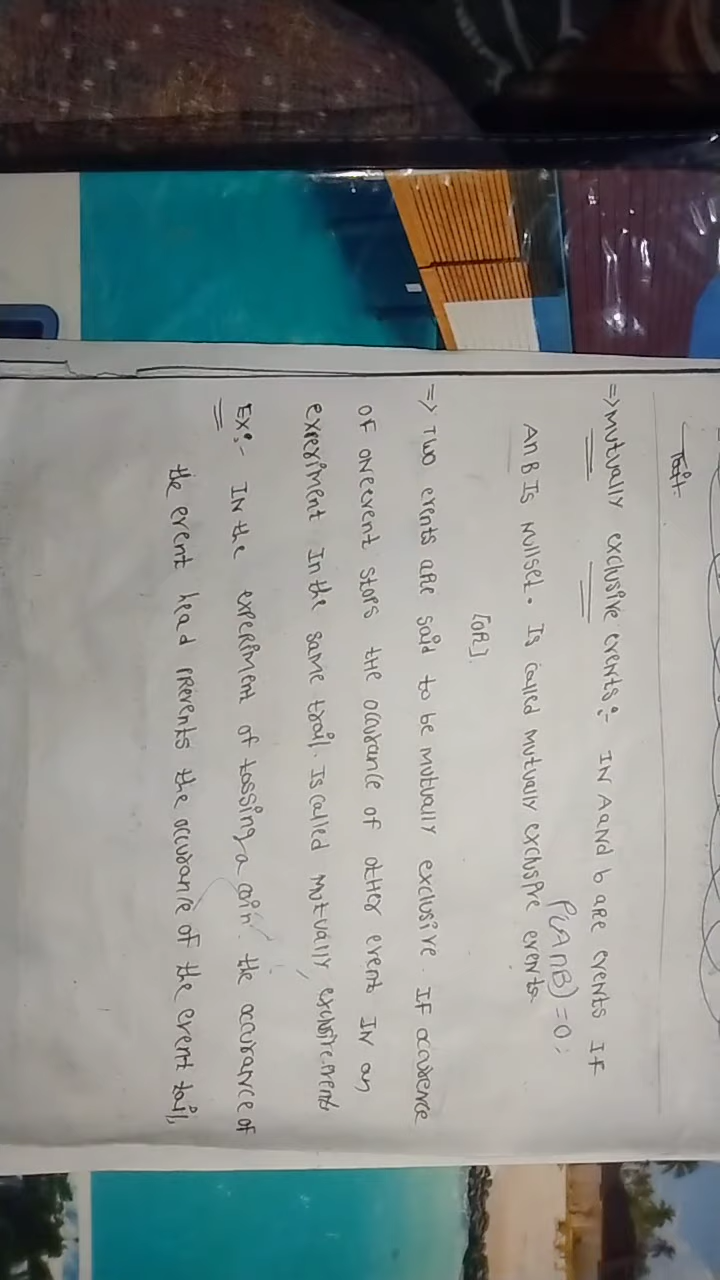 Tail.
=> Mutually exclusive events:- IN A aNd b aRe eveNts IF
P(A∩B)=0;
A∩B Is Nullset. Is called mutually exclusive events
[OR].
=> Two events aRe said to be mutually exclusive. If occurence
of one event stops the occurance of other event IN an
experiment In the same trail. Is called Mutually exclusive events
Ex:- IN the experiment of tossing a coin. the occurance of
the event head prevents the occurance of the event tail,